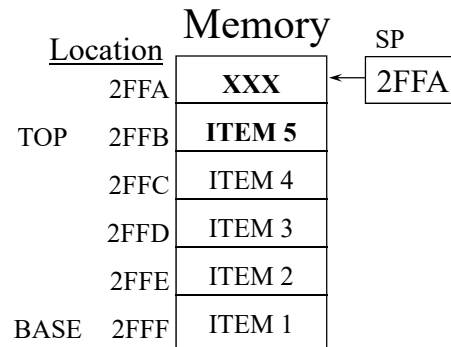 Memory
Location
SP
2FFA XXX 2FFA
TOP 2FFB ITEM 5
2FFC ITEM 4
2FFD ITEM 3
2FFE ITEM 2
BASE 2FFF ITEM 1